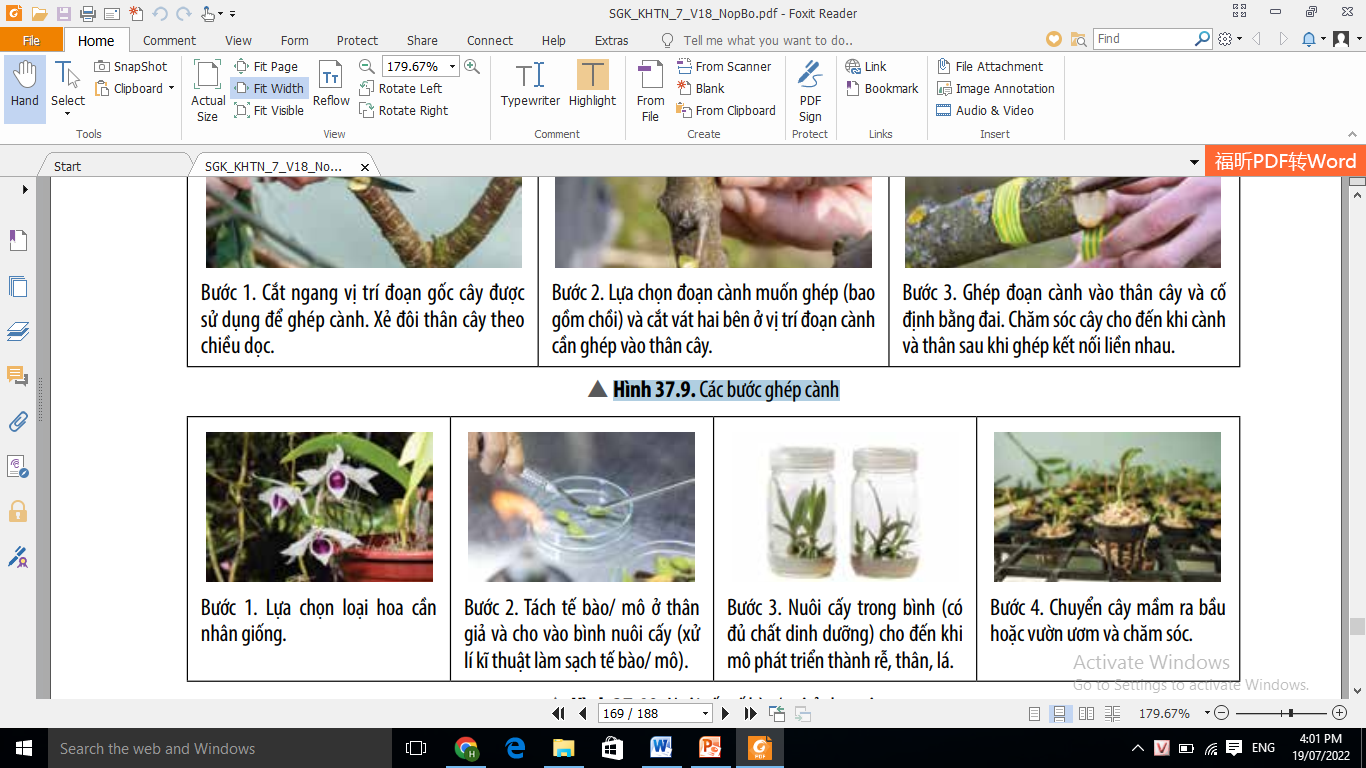 SGK_KHTN_7_V18_NopBo.pdf - Foxit Reader
File Home Comment View Form Protect Share Connect Help Extras Tell me what you want to do.. Find
Hand
Select
SnapShot
Clipboard
Actual Size
Fit Page
Fit Width
Fit Visible
Reflow
179.67%
Rotate Left
Rotate Right
Typewriter
Highlight
From File
From Scanner
Blank
From Clipboard
PDF Sign
Link
Bookmark
File Attachment
Image Annotation
Audio & Video
Tools View Comment Create Protect Links Insert
Start SGK_KHTN_7_V18_No... 福昕PDF转Word
Bước 1. Cắt ngang vị trí đoạn gốc cây được
sử dụng để ghép cành. Xẻ đôi thân cây theo
chiều dọc.
Bước 2. Lựa chọn đoạn cành muốn ghép (bao
gồm chồi) và cắt vát hai bên ở vị trí đoạn cành
cần ghép vào thân cây.
Bước 3. Ghép đoạn cành vào thân cây và cố
định bằng đai. Chăm sóc cây cho đến khi cành
và thân sau khi ghép kết nối liền nhau.
Hình 37.9. Các bước ghép cành
Bước 1. Lựa chọn loại hoa cần
nhân giống.
Bước 2. Tách tế bào/ mô ở thân
giả và cho vào bình nuôi cấy (xử
lí kĩ thuật làm sạch tế bào/ mô).
Bước 3. Nuôi cấy trong bình (có
đủ chất dinh dưỡng) cho đến khi
mô phát triển thành rễ, thân, lá.
Bước 4. Chuyển cây mầm ra bầu
hoặc vườn ươm và chăm sóc.
Activate Windows
Go to Settings to activate Windows.
169 / 188
179.67%
Search the web and Windows
ENG
4:01 PM
19/07/2022